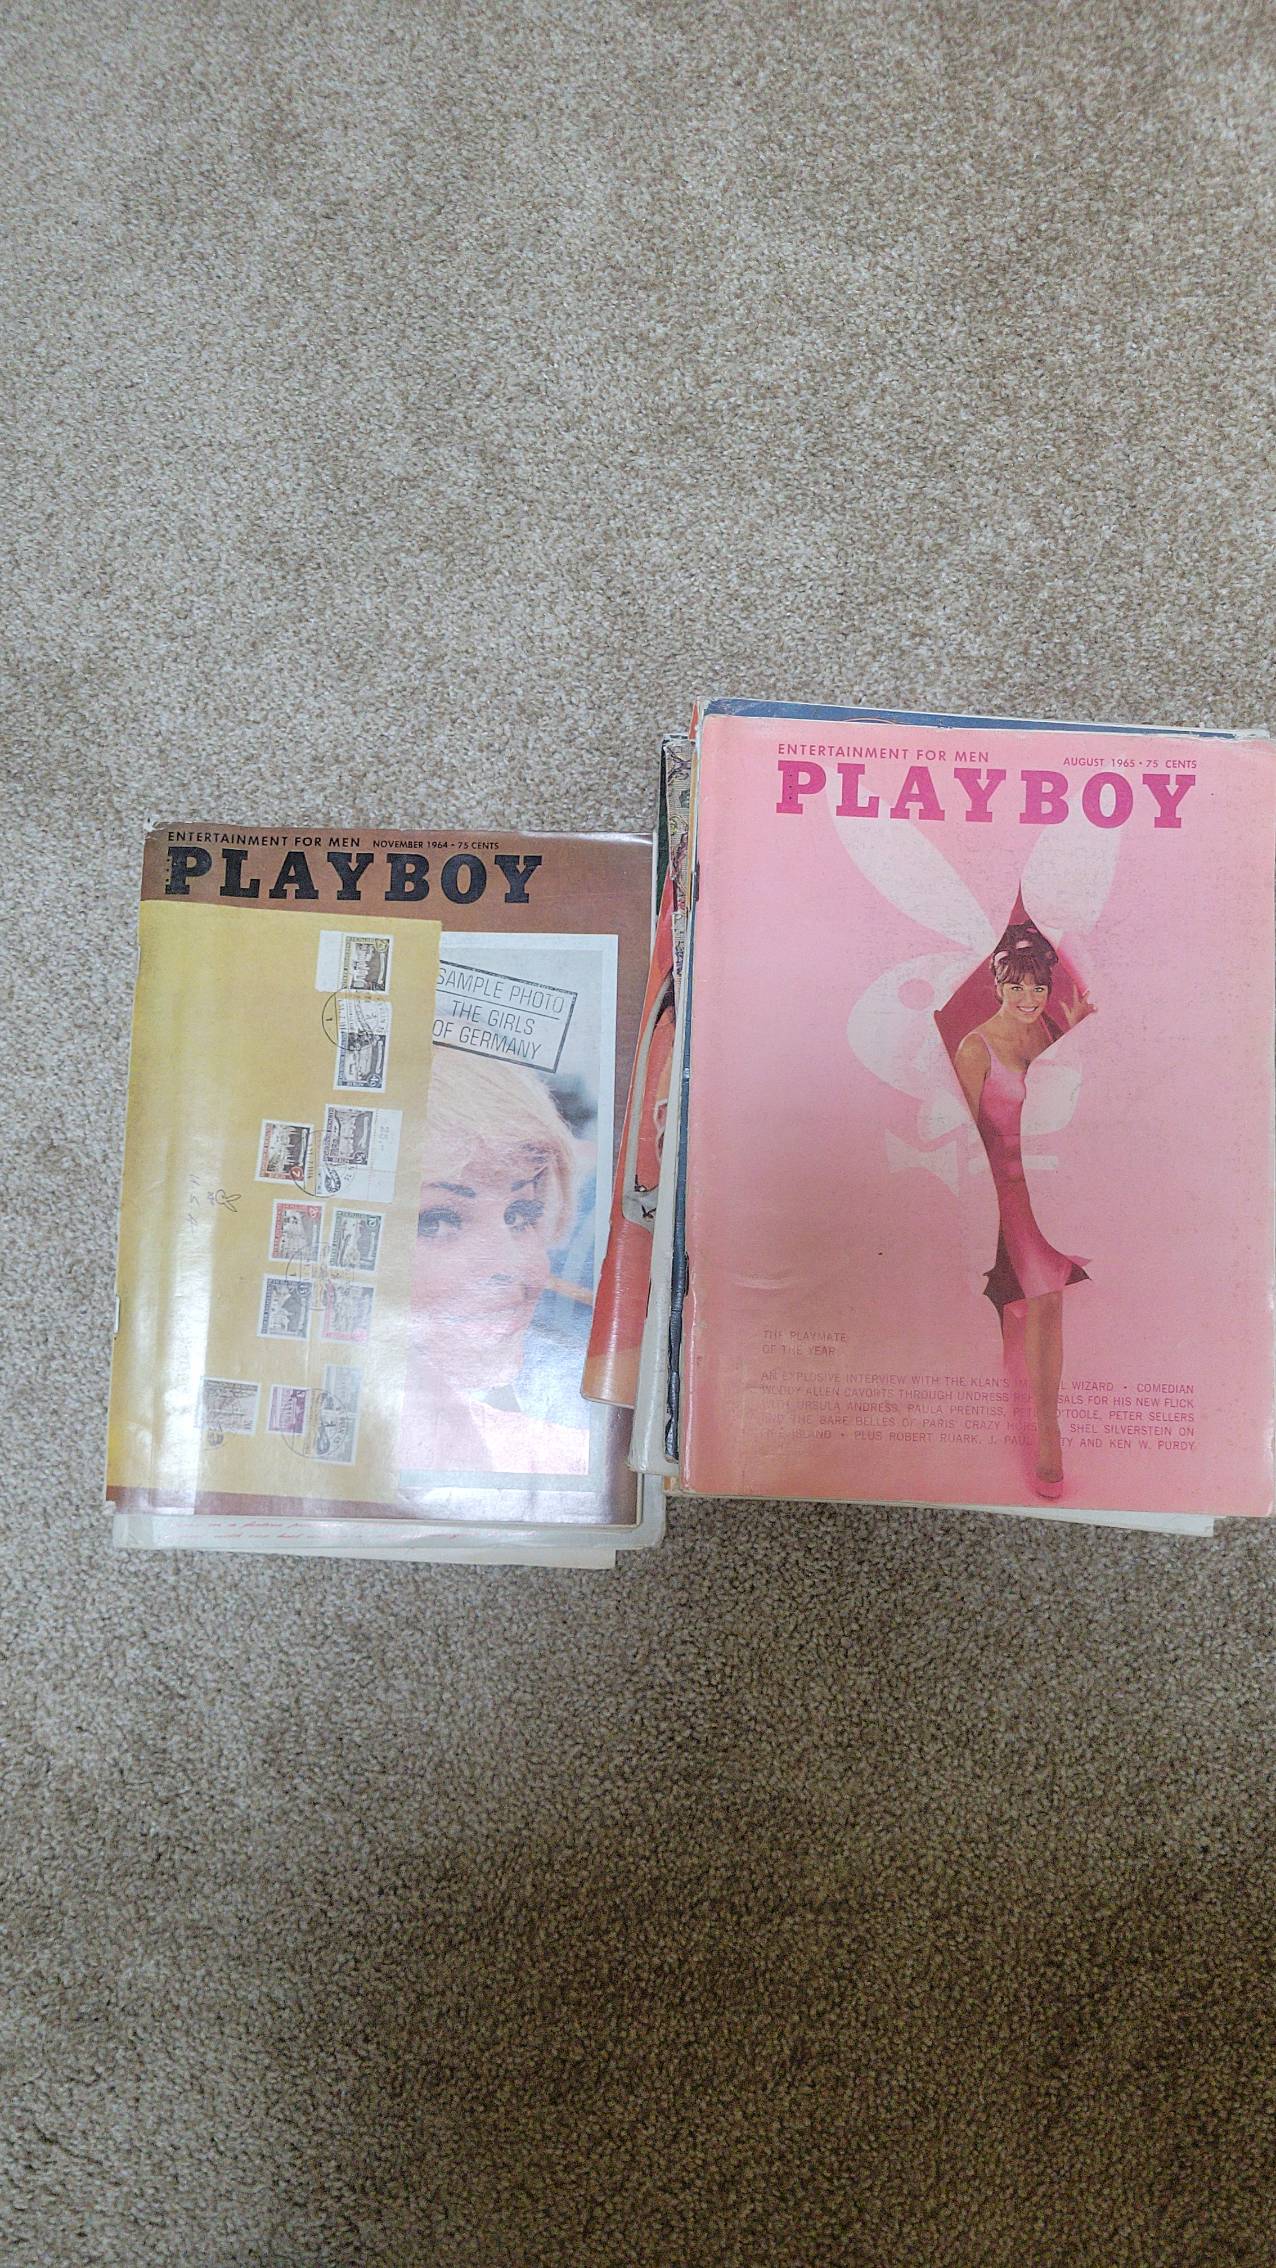 ENTERTAINMENT FOR MEN NOVEMBER 1964 • 75 CENTS
PLAYBOY
SAMPLE PHOTO
THE GIRLS
OF GERMANY
ENTERTAINMENT FOR MEN AUGUST 1965 • 75 CENTS
PLAYBOY
THE PLAYMATE
OF THE YEAR
AN EXPLOSIVE INTERVIEW WITH THE KLAN'S WIZARD • COMEDIAN
WOODY ALLEN CAVORTS THROUGH UNDRESS FOR HIS NEW FLICK
WITH URSULA ANDRESS, PAULA PRENTISS, O'TOOLE, PETER SELLERS
AND THE BARE BELLES OF PARIS' CRAZY SHEL SILVERSTEIN ON
ISLAND • PLUS ROBERT RUARK, J. PAUL AND KEN W. PURDY